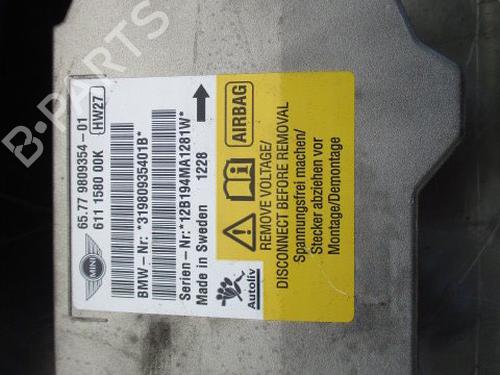 B-PARTS
65.77 9809354-01
611 1580 00K
HW27
MINI
BMW-Nr: *31980935401B*
Serien-Nr:*12B194MA1281W*
Made in Sweden 1228
Autoliv
AIRBAG
REMOVE VOLTAGE/
DISCONNECT BEFORE REMOVAL
Spannungsfrei machen/
Stecker abziehen vor
Montage/Demontage